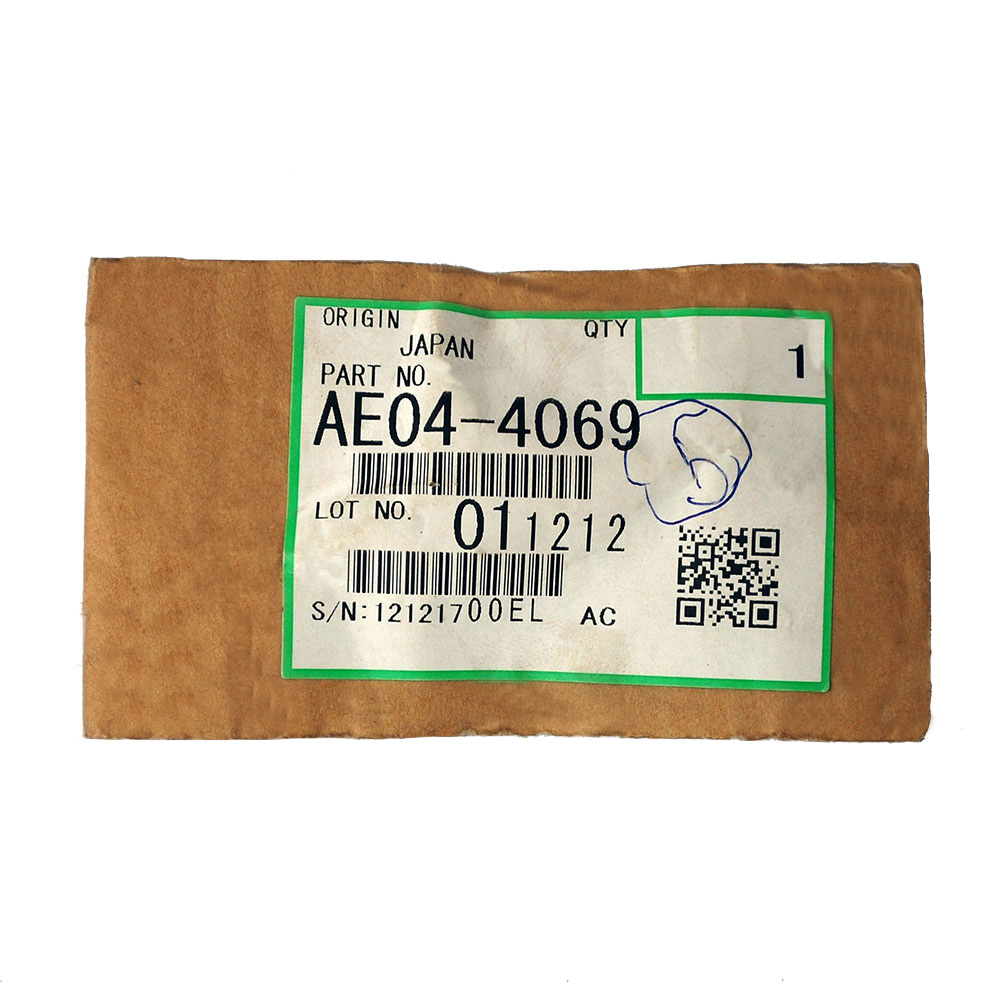 ORIGIN QTY
JAPAN 1
PART NO.
AE04-4069
LOT NO. 011212
S/N:12121700EL AC